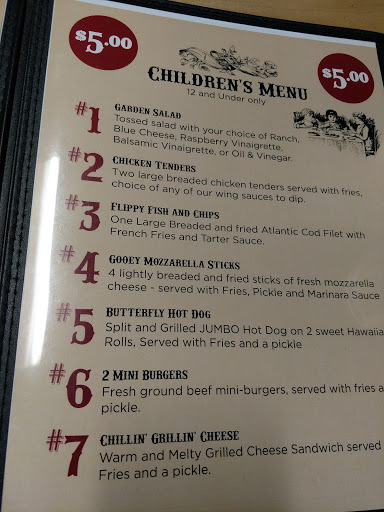 $5.00
$5.00
Children's Menu
12 and Under only
#1 Garden Salad
Tossed salad with your choice of Ranch,
Blue Cheese, Raspberry Vinaigrette,
Balsamic Vinaigrette, or Oil & Vinegar.
#2 Chicken Tenders
Two large breaded chicken tenders served with fries,
choice of any of our wing sauces to dip.
#3 Flippy Fish and Chips
One Large Breaded and fried Atlantic Cod Filet with
French Fries and Tarter Sauce.
#4 Gooey Mozzarella Sticks
4 lightly breaded and fried sticks of fresh mozzarella
cheese - served with Fries, Pickle and Marinara Sauce
#5 Butterfly Hot Dog
Split and Grilled JUMBO Hot Dog on 2 sweet Hawaiia
Rolls, Served with Fries and a pickle
#6 2 Mini Burgers
Fresh ground beef mini-burgers, served with fries a
pickle.
#7 Chillin' Grillin' Cheese
Warm and Melty Grilled Cheese Sandwich served
Fries and a pickle.